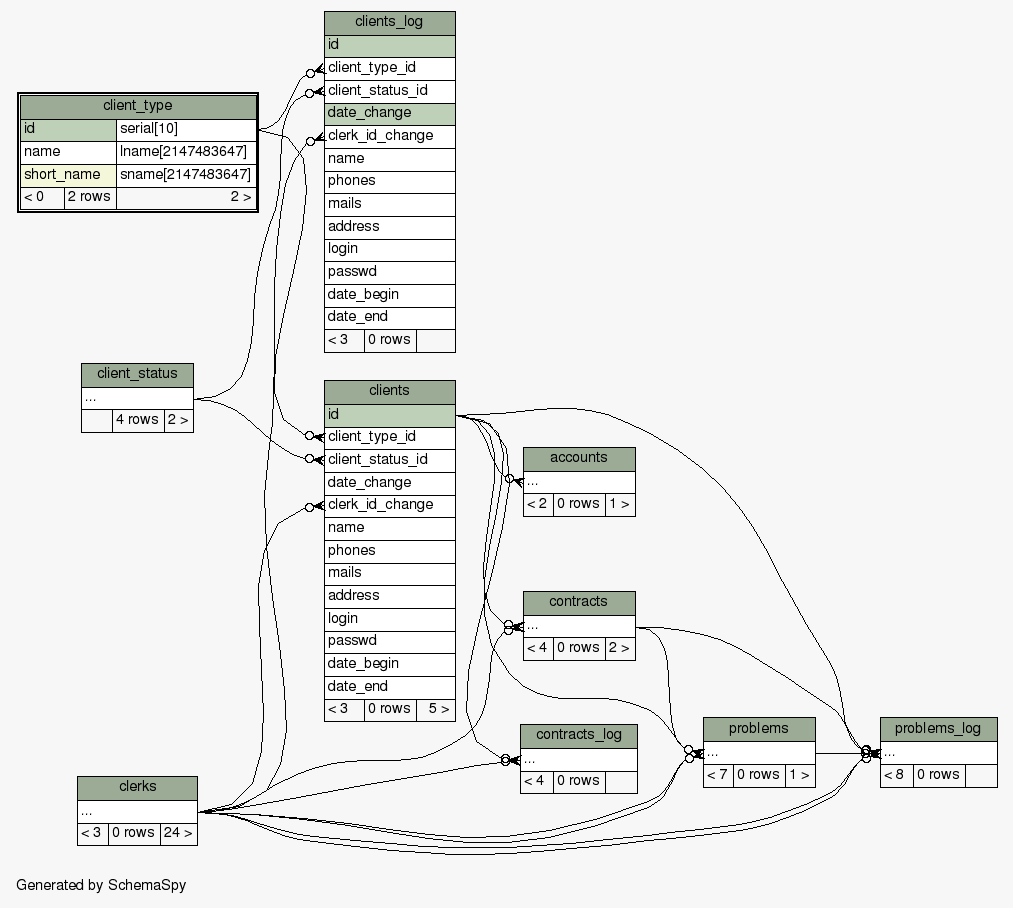 clients_log
id
client_type_id
client_status_id
date_change
clerk_id_change
name
phones
mails
address
login
passwd
date_begin
date_end
< 3 0 rows
client_type
id serial[10]
name lname[2147483647]
short_name sname[2147483647]
< 0 2 rows 2 >
client_status
...
4 rows 2 >
clients
id
client_type_id
client_status_id
date_change
clerk_id_change
name
phones
mails
address
login
passwd
date_begin
date_end
< 3 0 rows 5 >
accounts
...
< 2 0 rows 1 >
contracts
...
< 4 0 rows 2 >
contracts_log
...
< 4 0 rows
problems
...
< 7 0 rows 1 >
problems_log
...
< 8 0 rows
clerks
...
< 3 0 rows 24 >
Generated by SchemaSpy